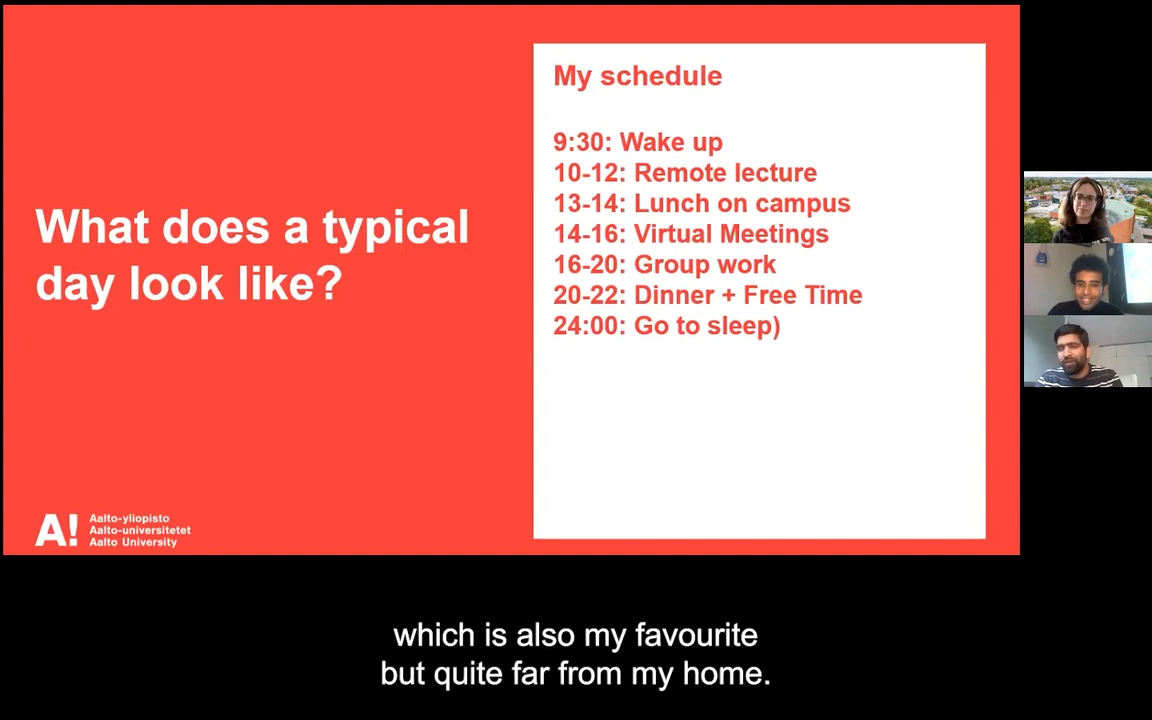 What does a typical
day look like?
My schedule
9:30: Wake up
10-12: Remote lecture
13-14: Lunch on campus
14-16: Virtual Meetings
16-20: Group work
20-22: Dinner + Free Time
24:00: Go to sleep)
A!
Aalto-yliopisto
Aalto-universitetet
Aalto University
which is also my favourite
but quite far from my home.